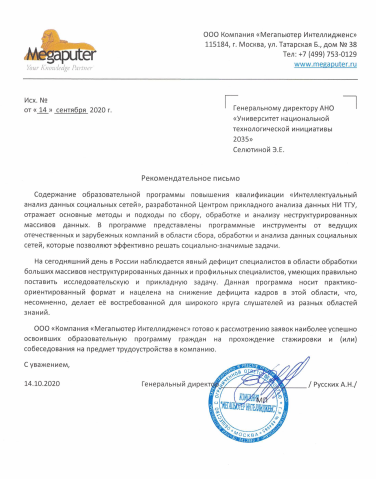 Megaputer
Your Knowledge Partner
ООО Компания «Мегапьютер Интеллидженс»
115184, г. Москва, ул. Татарская Б., дом № 38
Тел: +7 (499) 753-0129
www.megaputer.ru
Исх. №
от « 14 » сентября 2020 г.
Генеральному директору АНО
«Университет национальной
технологической инициативы
2035»
Селютиной Э.Е.
Рекомендательное письмо
Содержание образовательной программы повышения квалификации «Интеллектуальный
анализ данных социальных сетей», разработанной Центром прикладного анализа данных НИ ТГУ,
отражает основные методы и подходы по сбору, обработке и анализу неструктурированных
массивов данных. В программе представлены программные инструменты от ведущих
отечественных и зарубежных компаний в области сбора, обработки и анализа данных социальных
сетей, которые позволяют эффективно решать социально-значимые задачи.
На сегодняшний день в России наблюдается явный дефицит специалистов в области обработки
больших массивов неструктурированных данных и профильных специалистов, умеющих правильно
поставить исследовательскую и прикладную задачу. Данная программа носит практико-
ориентированный формат и нацелена на снижение дефицита кадров в этой области, что,
несомненно, делает её востребованной для широкого круга слушателей из разных областей
знаний.
ООО «Компания «Мегапьютер Интеллидженс» готово к рассмотрению заявок наиболее успешно
освоивших образовательную программу граждан на прохождение стажировки и (или)
собеседования на предмет трудоустройства в компанию.
С уважением,
14.10.2020 Генеральный директор / Русских А.Н./
"МЕГАПЬЮТЕР ИНТЕЛЛИДЖЕНС"
МОСКВА